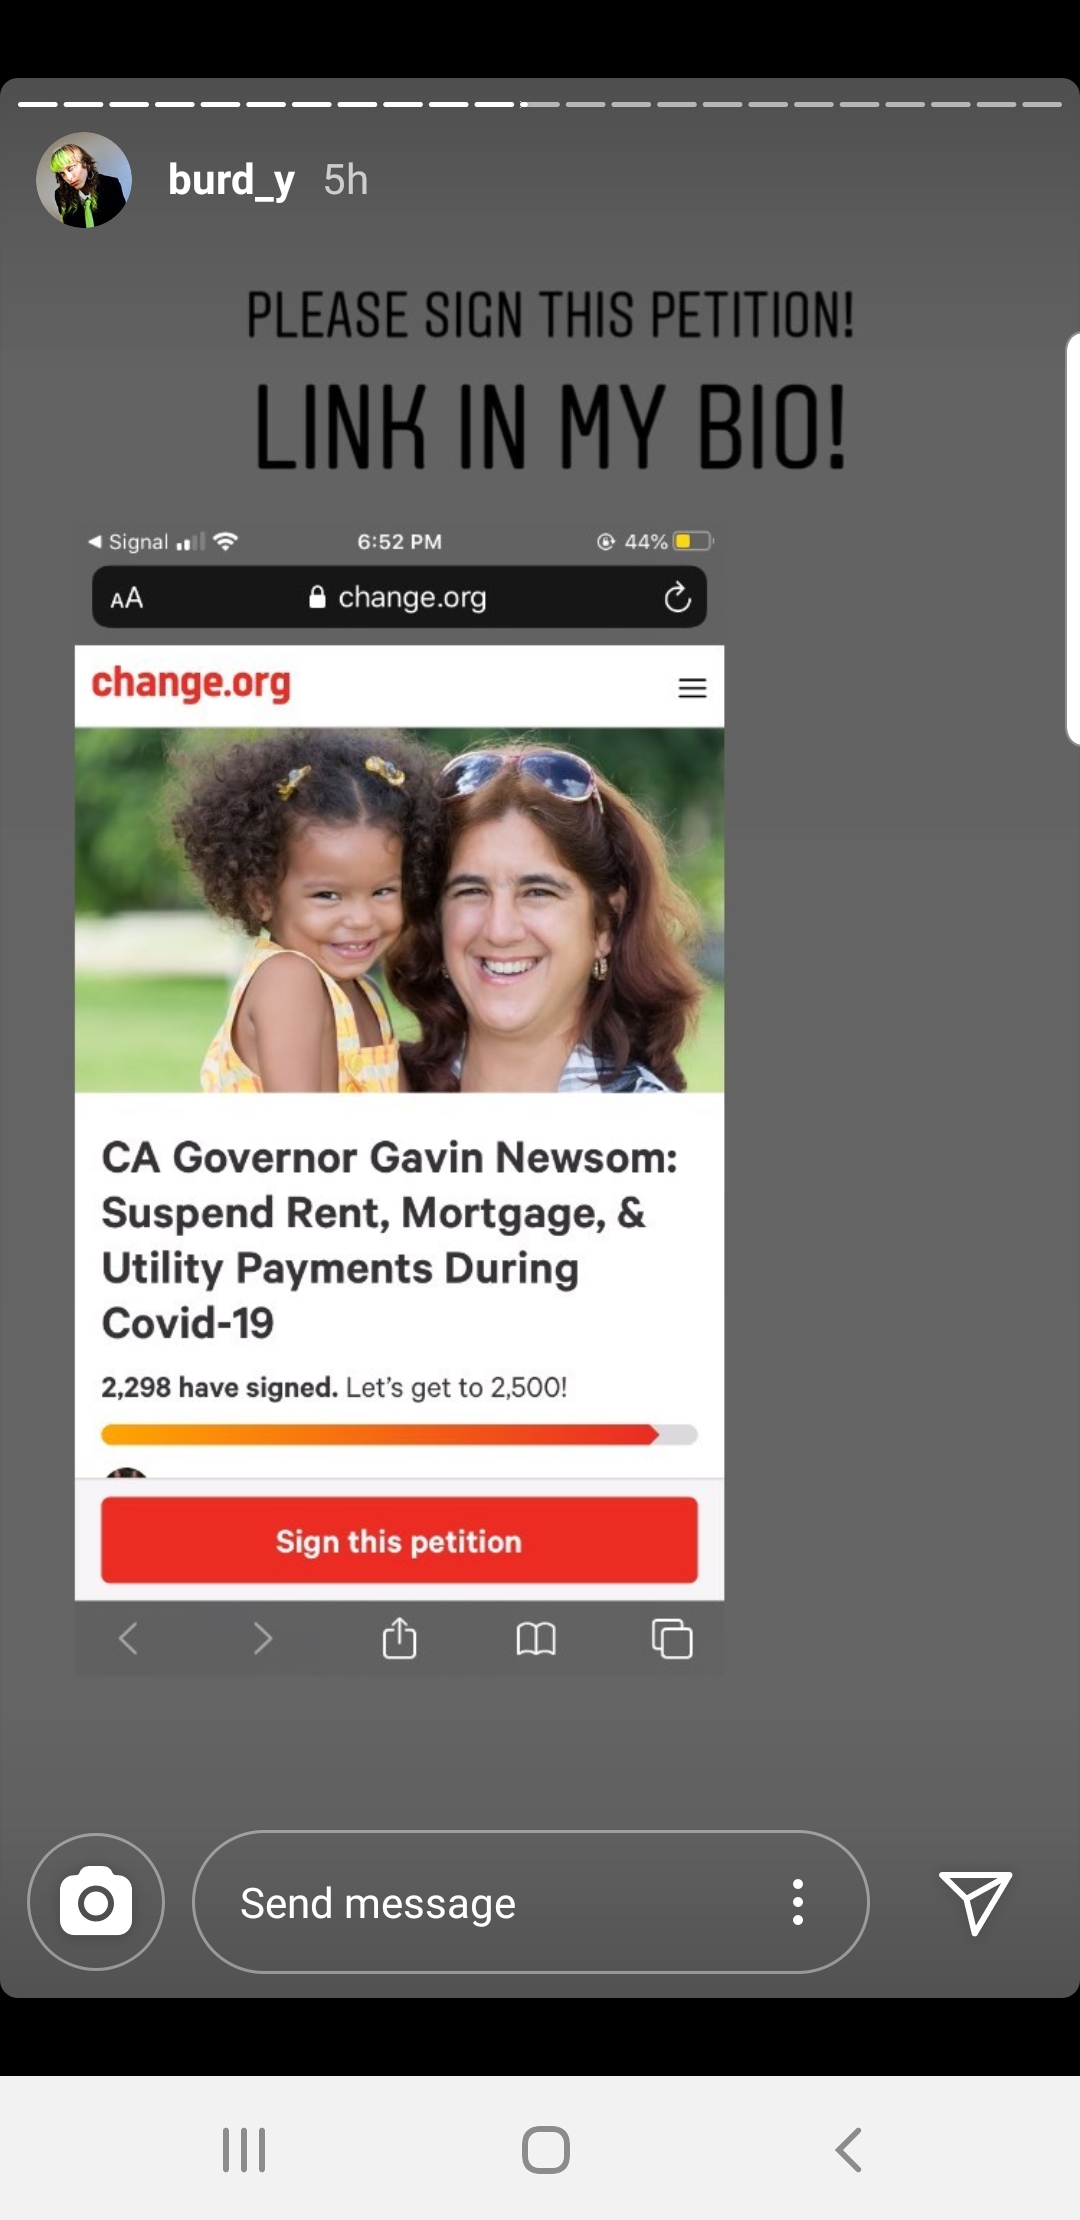 burd_y 5h
PLEASE SIGN THIS PETITION!
LINK IN MY BIO!
Signal 6:52 PM 44%
AA change.org
change.org
CA Governor Gavin Newsom:
Suspend Rent, Mortgage, &
Utility Payments During
Covid-19
2,298 have signed. Let's get to 2,500!
Sign this petition
Send message